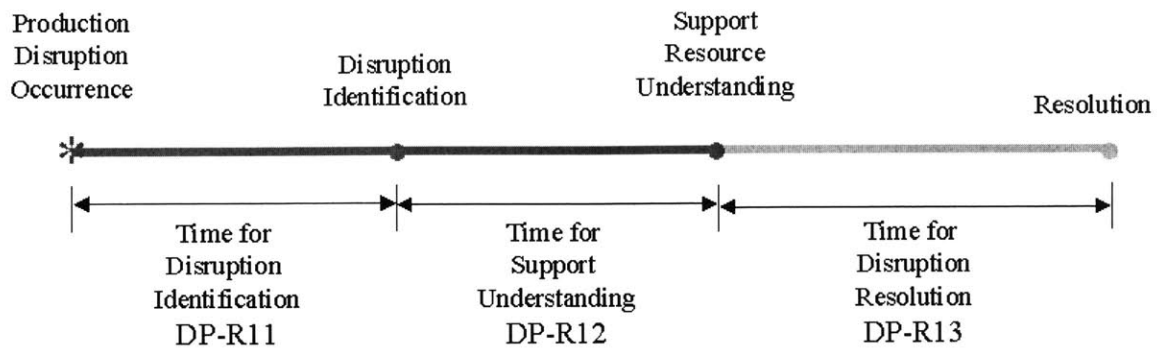 Production
Disruption
Occurrence
Disruption
Identification
Support
Resource
Understanding
Resolution
Time for
Disruption
Identification
DP-R11
Time for
Support
Understanding
DP-R12
Time for
Disruption
Resolution
DP-R13